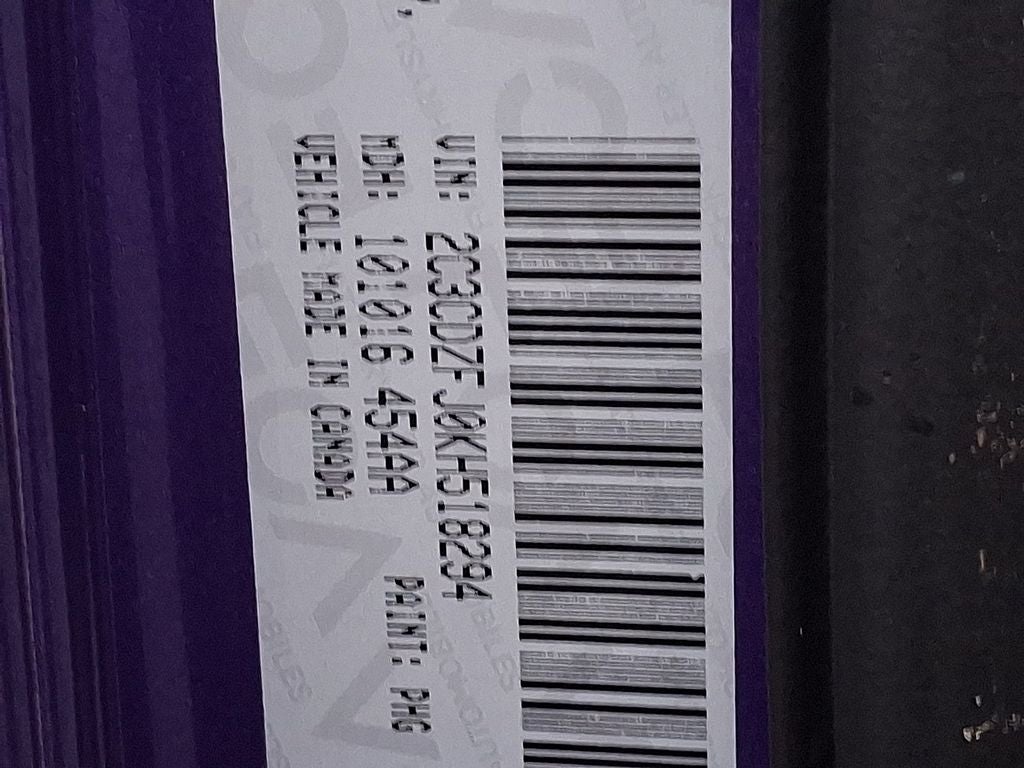 VIN: 2C3CDZFJ0KH518294
MDH: 101016 454AA PAINT: PHG
VEHICLE MADE IN CANADA